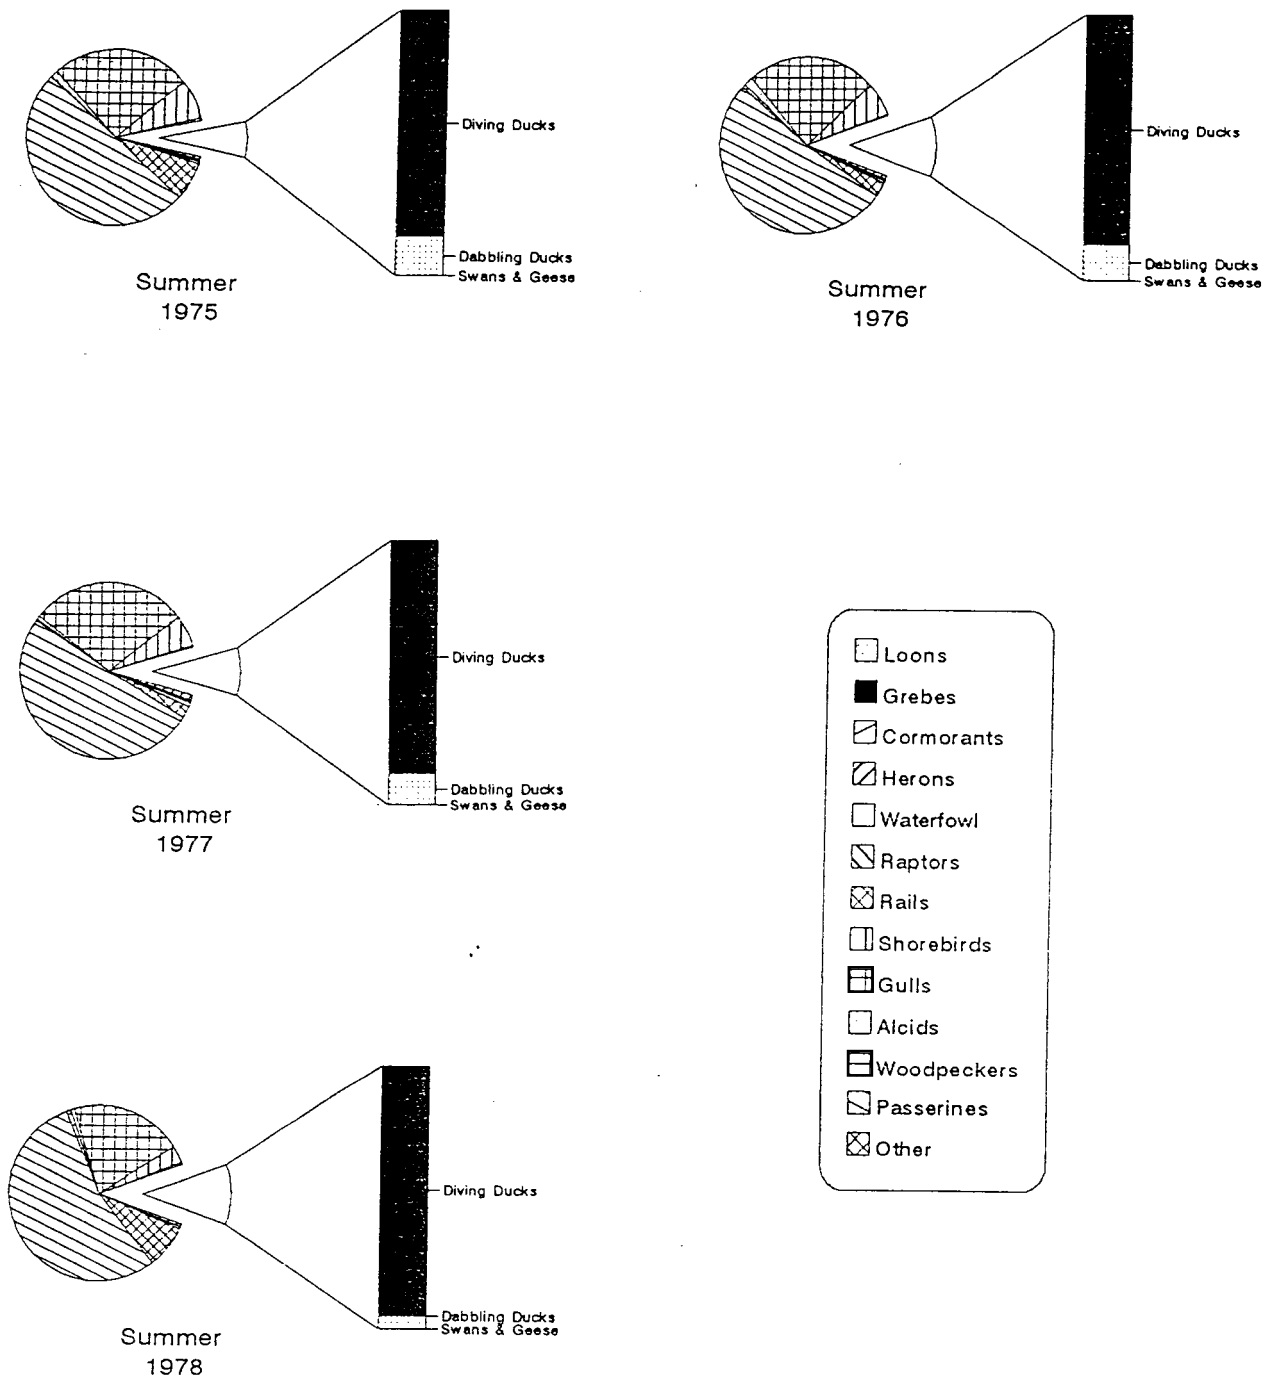 Diving Ducks
Dabbling Ducks
Swans & Geese
Summer
1975
Diving Ducks
Dabbling Ducks
Swans & Geese
Summer
1976
Diving Ducks
Dabbling Ducks
Swans & Geese
Summer
1977
Loons
Grebes
Cormorants
Herons
Waterfowl
Raptors
Rails
Shorebirds
Gulls
Alcids
Woodpeckers
Passerines
Other
Diving Ducks
Dabbling Ducks
Swans & Geese
Summer
1978